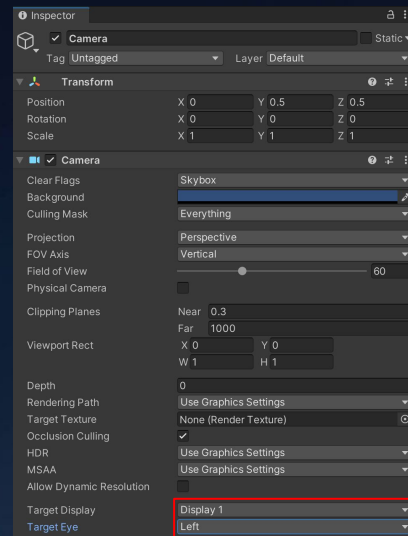 Inspector
Camera Static
Tag Untagged Layer Default
Transform
Position X 0 Y 0.5 Z 0.5
Rotation X 0 Y 0 Z 0
Scale X 1 Y 1 Z 1
Camera
Clear Flags Skybox
Background
Culling Mask Everything
Projection Perspective
FOV Axis Vertical
Field of View 60
Physical Camera
Clipping Planes Near 0.3
Far 1000
Viewport Rect X 0 Y 0
W 1 H 1
Depth 0
Rendering Path Use Graphics Settings
Target Texture None (Render Texture)
Occlusion Culling
HDR Use Graphics Settings
MSAA Use Graphics Settings
Allow Dynamic Resolution
Target Display Display 1
Target Eye Left